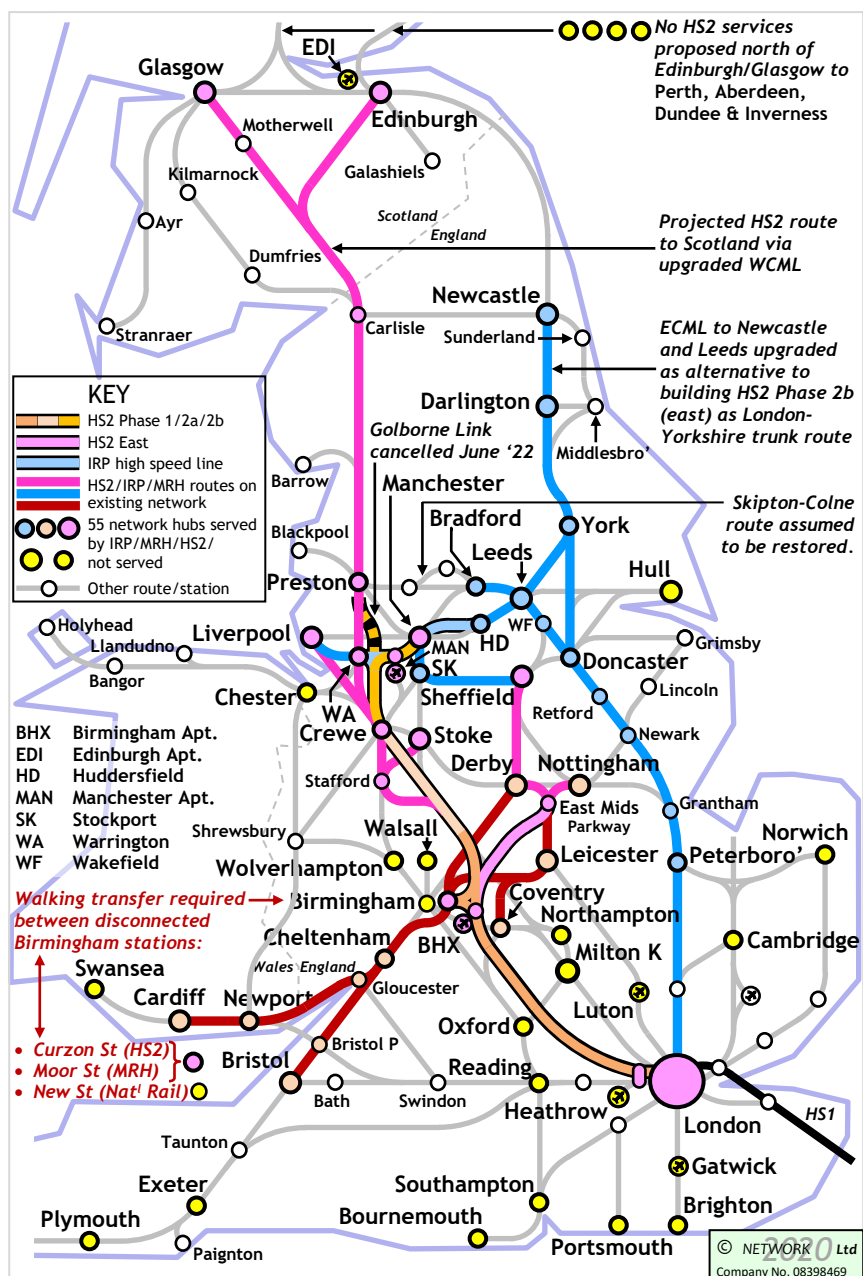 No HS2 services
proposed north of
Edinburgh/Glasgow to
Perth, Aberdeen,
Dundee & Inverness
EDI
Glasgow
Edinburgh
Motherwell
Galashiels
Kilmarnock
Ayr
Scotland
England
Dumfries
Projected HS2 route
to Scotland via
upgraded WCML
Stranraer
Carlisle
Newcastle
Sunderland
ECML to Newcastle
and Leeds upgraded
as alternative to
building HS2 Phase 2b
(east) as London-
Yorkshire trunk route
Darlington
Middlesbro'
KEY
HS2 Phase 1/2a/2b
HS2 East
IRP high speed line
HS2/IRP/MRH routes on
existing network
55 network hubs served
by IRP/MRH/HS2/
not served
Other route/station
Golborne Link
cancelled June ‘22
Barrow
Manchester
Blackpool
Bradford
Skipton-Colne
route assumed
to be restored.
York
Leeds
Preston
Hull
Holyhead
Llandudno
Bangor
Liverpool
MAN
HD
WF
Grimsby
SK
Doncaster
Chester
WA
Sheffield
Retford
Lincoln
Crewe
Stoke
Newark
BHX Birmingham Apt.
EDI Edinburgh Apt.
HD Huddersfield
MAN Manchester Apt.
SK Stockport
WA Warrington
WF Wakefield
Stafford
Derby
Nottingham
East Mids
Parkway
Grantham
Shrewsbury
Walsall
Norwich
Wolverhampton
Leicester
Peterboro’
Walking transfer required
between disconnected
Birmingham stations:
Birmingham
Coventry
BHX
Northampton
Cheltenham
Milton K
Cambridge
Swansea
Wales England
Cardiff
Newport
Gloucester
Luton
Oxford
• Curzon St (HS2)
• Moor St (MRH)
• New St (Natˡ Rail)
Bristol
Bristol P
Reading
Bath
Swindon
Heathrow
London
HS1
Taunton
Gatwick
Exeter
Southampton
Brighton
Plymouth
Bournemouth
Portsmouth
Paignton
© NETWORK 2020 Ltd
Company No. 08398469